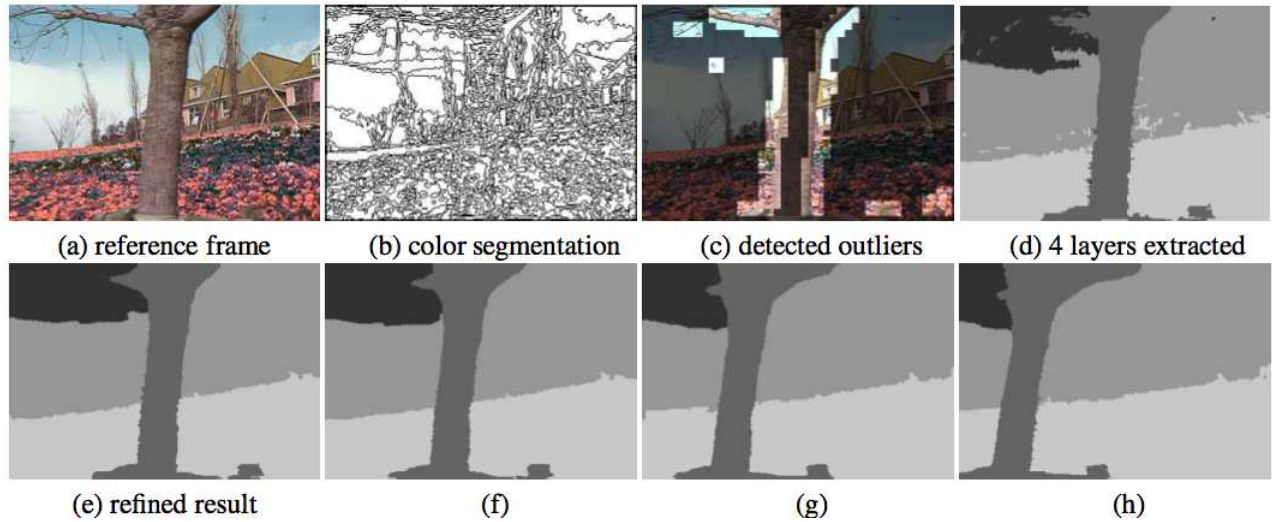 (a) reference frame
(b) color segmentation
(c) detected outliers
(d) 4 layers extracted
(e) refined result
(f)
(g)
(h)